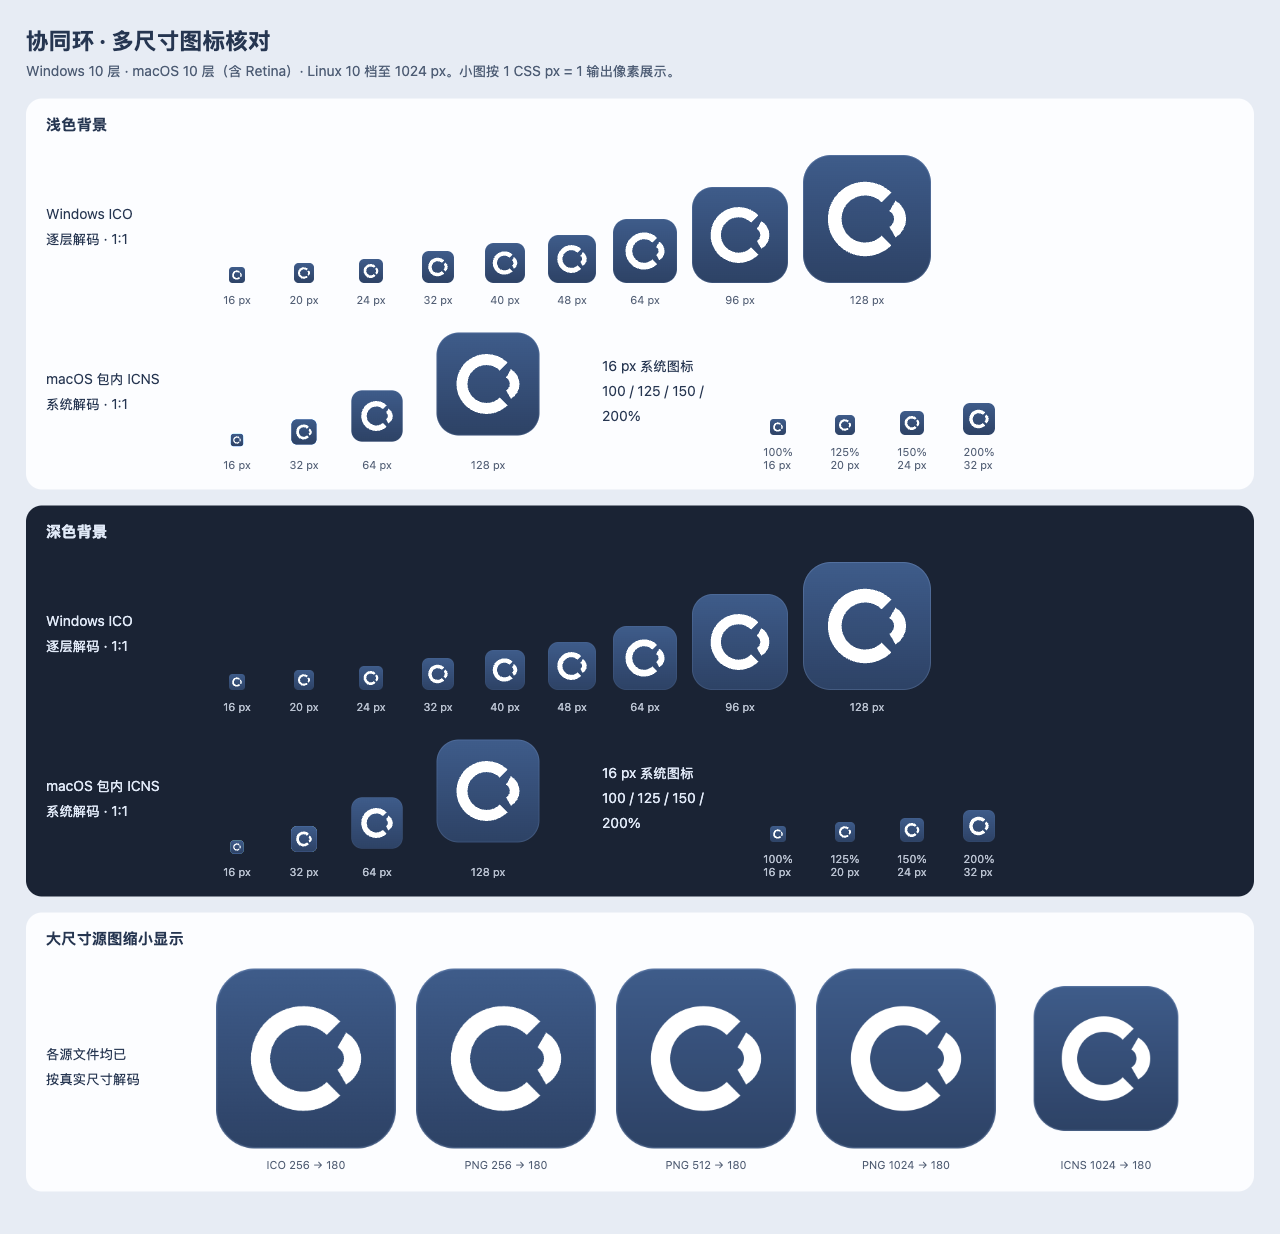 协同环 · 多尺寸图标核对
Windows 10 层 · macOS 10 层（含 Retina）· Linux 10 档至 1024 px。小图按 1 CSS px = 1 输出像素展示。
浅色背景
Windows ICO
逐层解码 · 1:1
16 px
20 px
24 px
32 px
40 px
48 px
64 px
96 px
128 px
macOS 包内 ICNS
系统解码 · 1:1
16 px
32 px
64 px
128 px
16 px 系统图标
100 / 125 / 150 /
200%
100%
16 px
125%
20 px
150%
24 px
200%
32 px
深色背景
Windows ICO
逐层解码 · 1:1
16 px
20 px
24 px
32 px
40 px
48 px
64 px
96 px
128 px
macOS 包内 ICNS
系统解码 · 1:1
16 px
32 px
64 px
128 px
16 px 系统图标
100 / 125 / 150 /
200%
100%
16 px
125%
20 px
150%
24 px
200%
32 px
大尺寸源图缩小显示
各源文件均已
按真实尺寸解码
ICO 256 → 180
PNG 256 → 180
PNG 512 → 180
PNG 1024 → 180
ICNS 1024 → 180